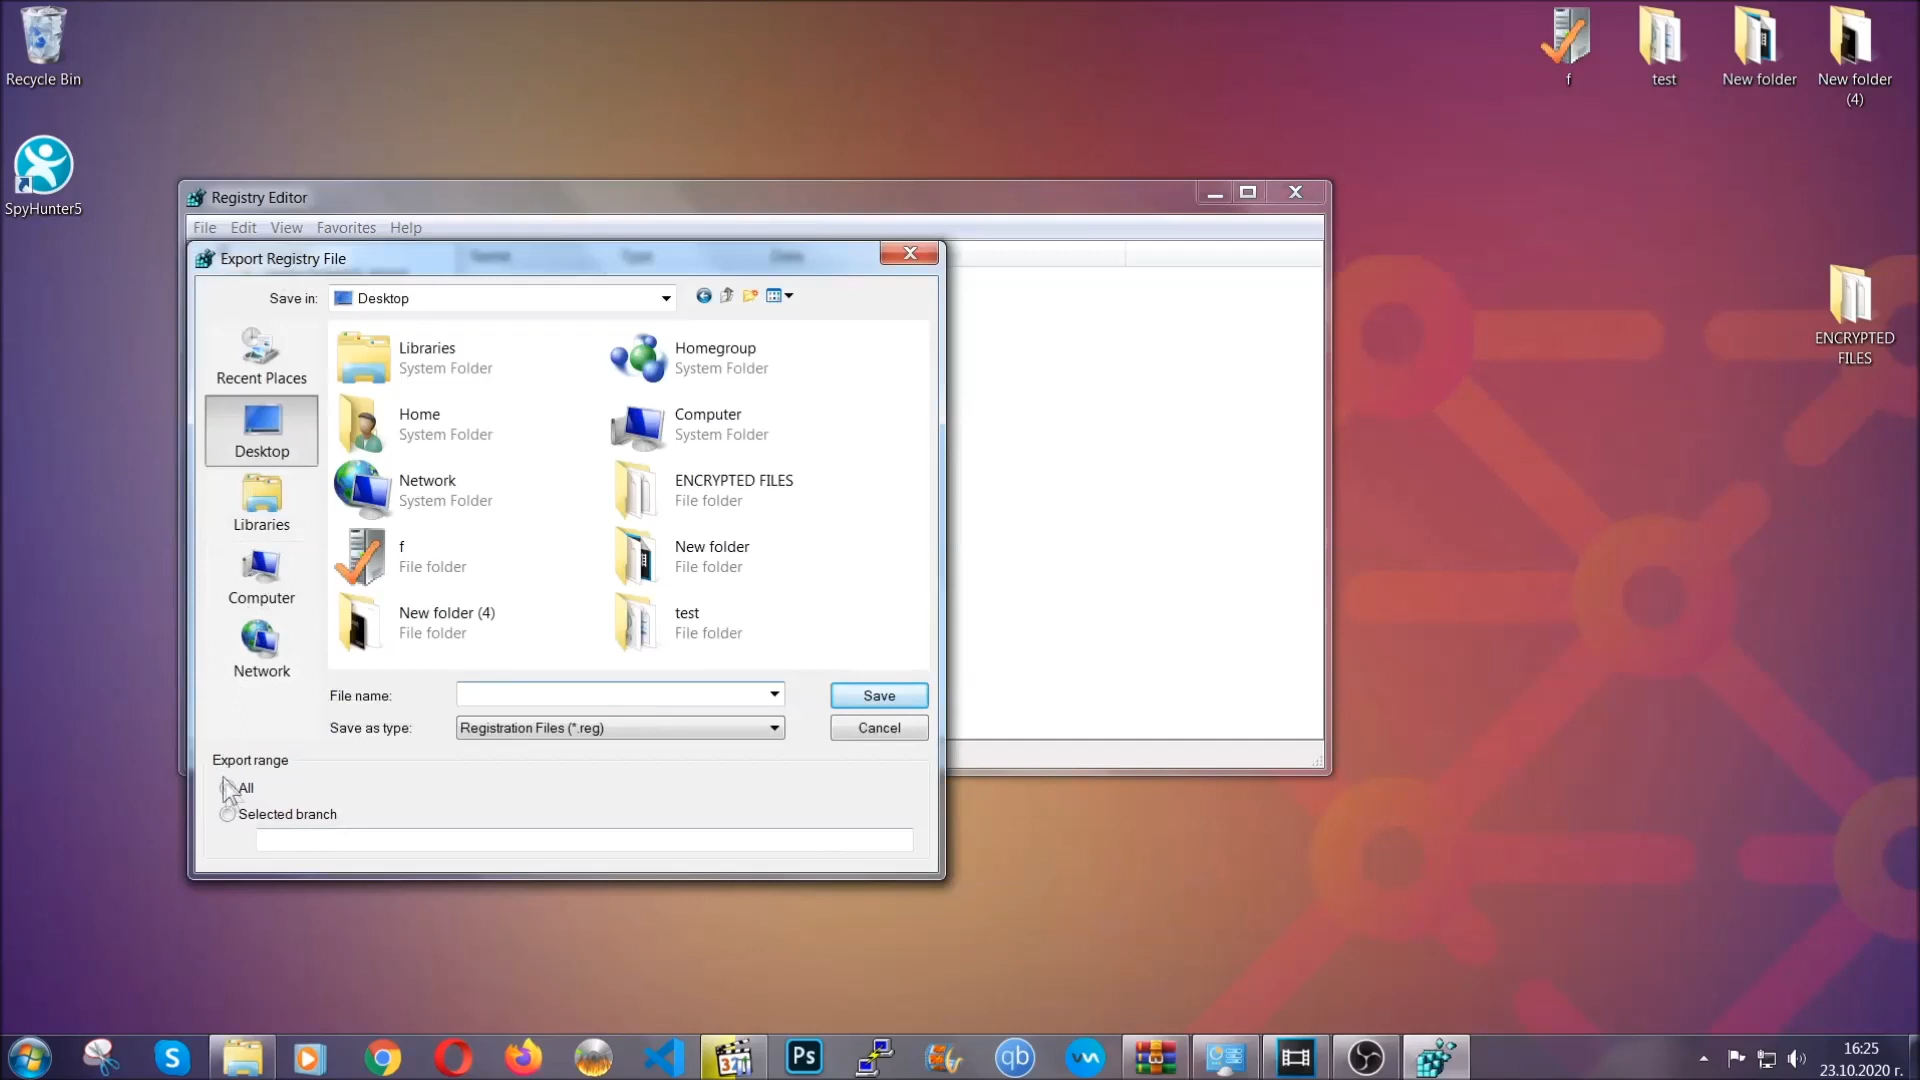 Recycle Bin
SpyHunter5
f
test
New folder
New folder
(4)
ENCRYPTED
FILES
Registry Editor
File Edit View Favorites Help
Export Registry File
Save in:
Desktop
Recent Places
Desktop
Libraries
Computer
Network
Libraries
System Folder
Homegroup
System Folder
Home
System Folder
Computer
System Folder
Network
System Folder
ENCRYPTED FILES
File folder
f
File folder
New folder
File folder
New folder (4)
File folder
test
File folder
File name:
Save
Save as type:
Registration Files (*.reg)
Cancel
Export range
All
Selected branch
S
321
Ps
qb
16:25
23.10.2020 г.